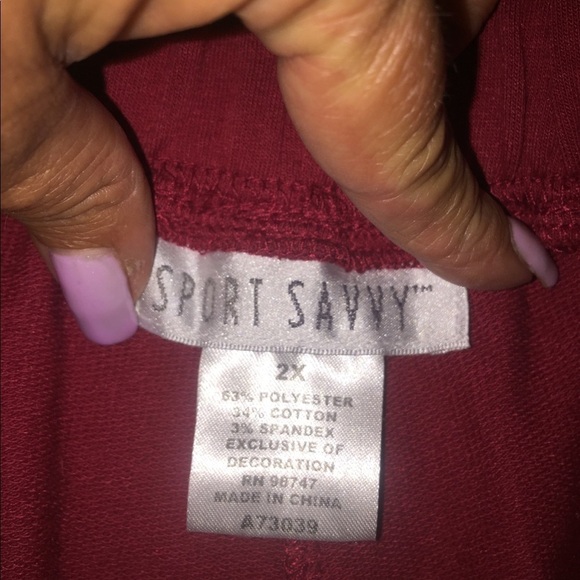 SPORT SAVVY™
2X
63% POLYESTER
34% COTTON
3% SPANDEX
EXCLUSIVE OF
DECORATION
RN 98747
MADE IN CHINA
A73039